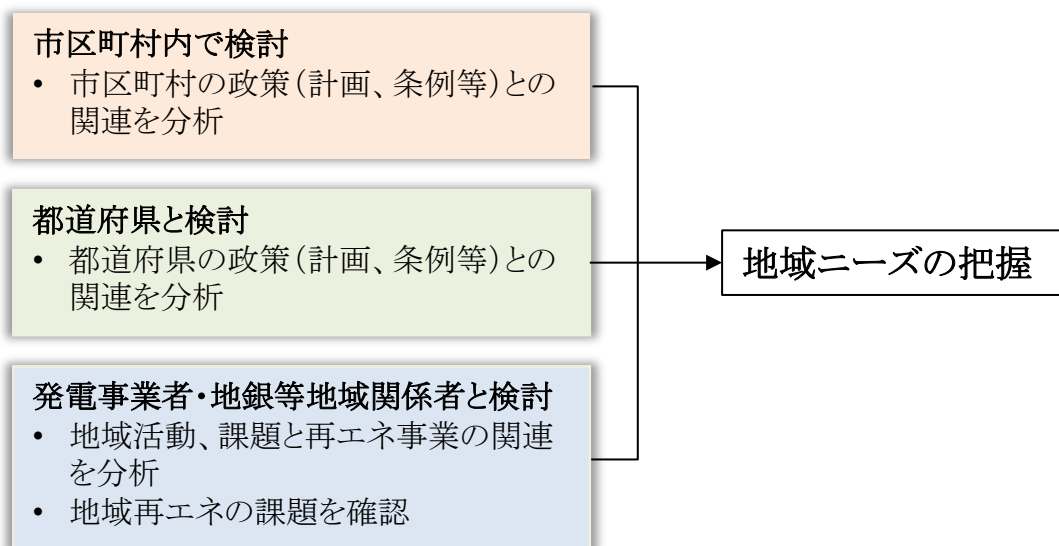 市区町村内で検討
• 市区町村の政策(計画、条例等)との
関連を分析
都道府県と検討
• 都道府県の政策(計画、条例等)との
関連を分析
発電事業者・地銀等地域関係者と検討
• 地域活動、課題と再エネ事業の関連
を分析
• 地域再エネの課題を確認
地域ニーズの把握